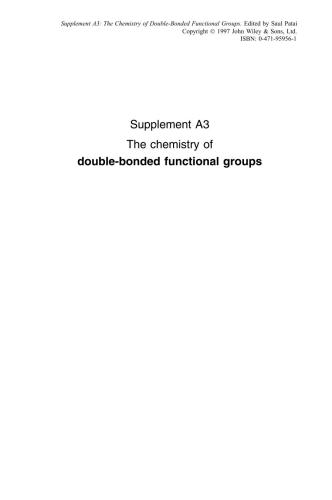 Supplement A3: The Chemistry of Double-Bonded Functional Groups. Edited by Saul Patai
Copyright © 1997 John Wiley & Sons, Ltd.
ISBN: 0-471-95956-1
Supplement A3
The chemistry of
double-bonded functional groups